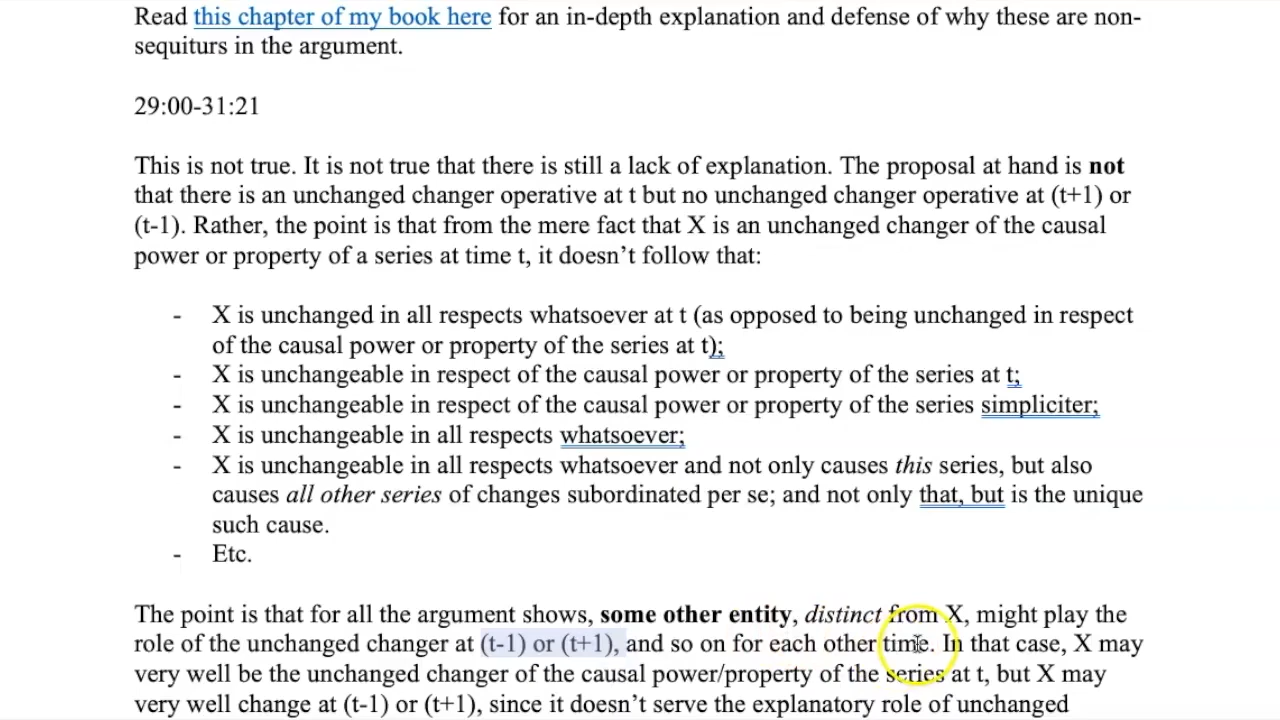 Read this chapter of my book here for an in-depth explanation and defense of why these are non-
sequiturs in the argument.
29:00-31:21
This is not true. It is not true that there is still a lack of explanation. The proposal at hand is not
that there is an unchanged changer operative at t but no unchanged changer operative at (t+1) or
(t-1). Rather, the point is that from the mere fact that X is an unchanged changer of the causal
power or property of a series at time t, it doesn’t follow that:
- X is unchanged in all respects whatsoever at t (as opposed to being unchanged in respect
of the causal power or property of the series at t);
- X is unchangeable in respect of the causal power or property of the series at t;
- X is unchangeable in respect of the causal power or property of the series simpliciter;
- X is unchangeable in all respects whatsoever;
- X is unchangeable in all respects whatsoever and not only causes this series, but also
causes all other series of changes subordinated per se; and not only that, but is the unique
such cause.
- Etc.
The point is that for all the argument shows, some other entity, distinct from X, might play the
role of the unchanged changer at (t-1) or (t+1), and so on for each other time. In that case, X may
very well be the unchanged changer of the causal power/property of the series at t, but X may
very well change at (t-1) or (t+1), since it doesn’t serve the explanatory role of unchanged